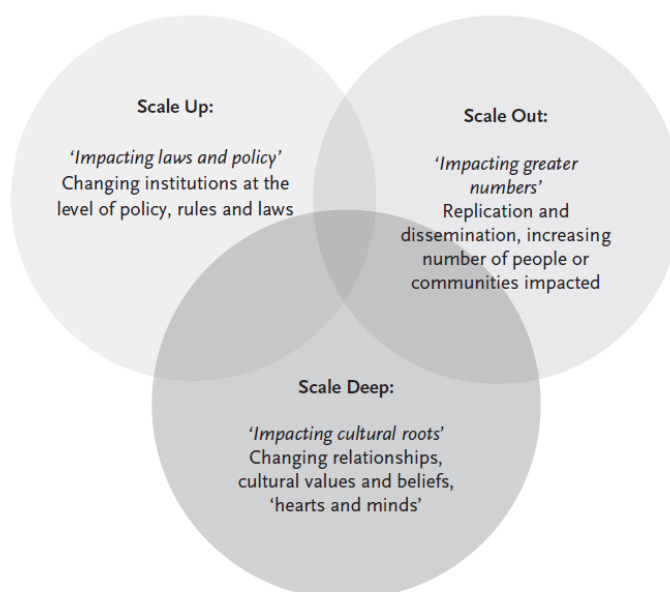 Scale Up:
‘Impacting laws and policy’
Changing institutions at the
level of policy, rules and laws
Scale Out:
‘Impacting greater
numbers’
Replication and
dissemination, increasing
number of people or
communities impacted
Scale Deep:
‘Impacting cultural roots’
Changing relationships,
cultural values and beliefs,
‘hearts and minds’